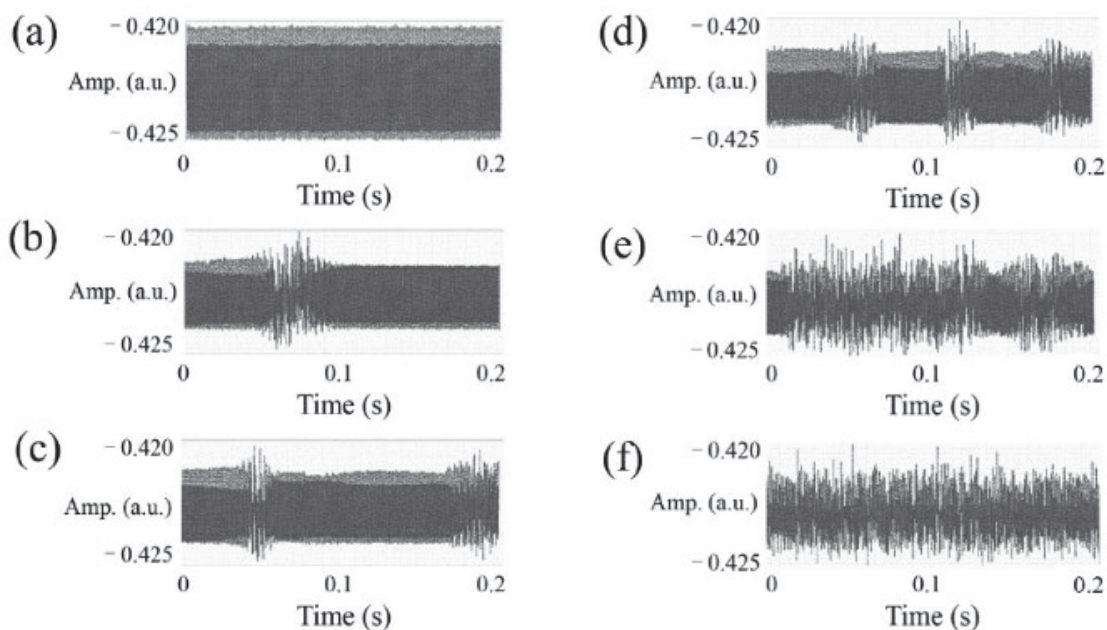 (a)
− 0.420
Amp. (a.u.)
− 0.425
0 0.1 0.2
Time (s)
(b)
− 0.420
Amp. (a.u.)
− 0.425
0 0.1 0.2
Time (s)
(c)
− 0.420
Amp. (a.u.)
− 0.425
0 0.1 0.2
Time (s)
(d)
− 0.420
Amp. (a.u.)
− 0.425
0 0.1 0.2
Time (s)
(e)
− 0.420
Amp. (a.u.)
− 0.425
0 0.1 0.2
Time (s)
(f)
− 0.420
Amp. (a.u.)
− 0.425
0 0.1 0.2
Time (s)